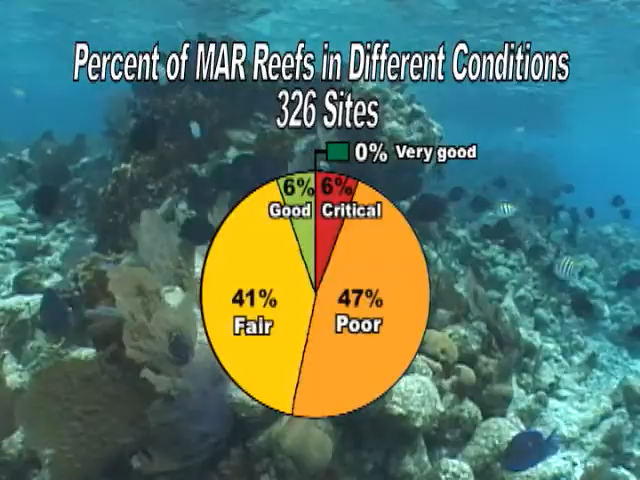 Percent of MAR Reefs in Different Conditions
326 Sites
0% Very good
6% 6%
Good Critical
41% 47%
Fair Poor